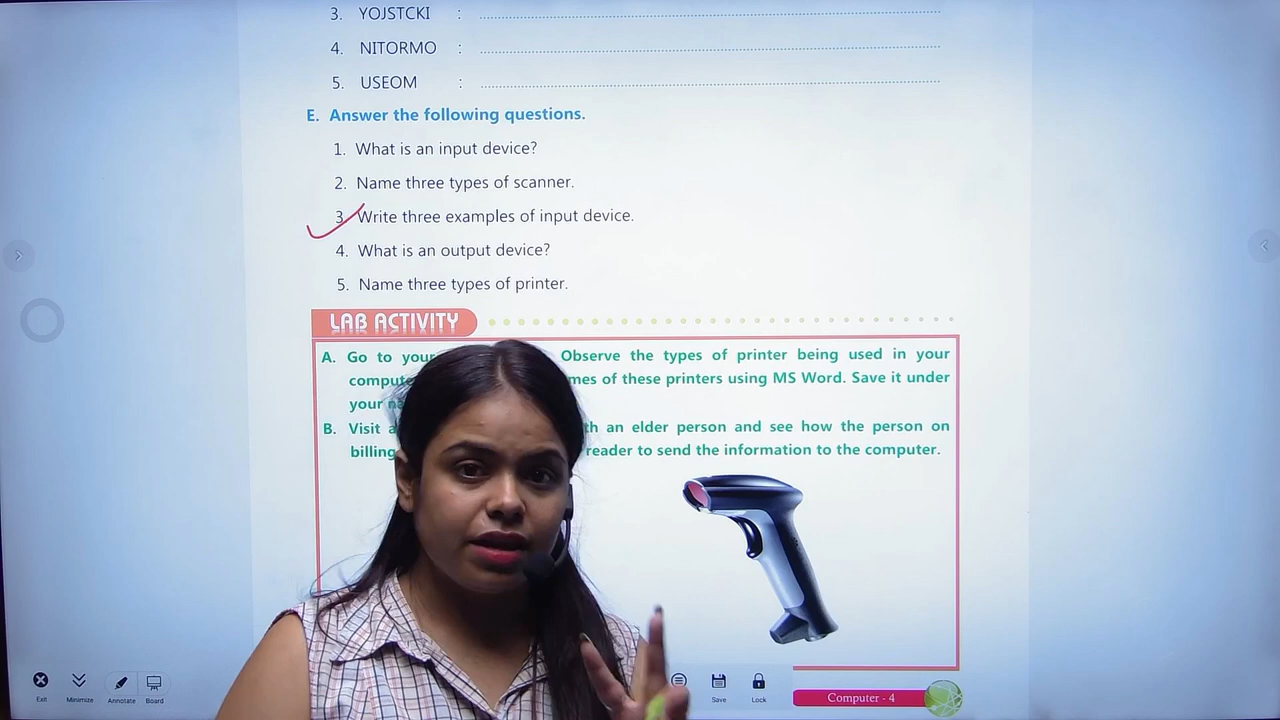 3. YOJSTCKI :
4. NITORMO :
5. USEOM :
E. Answer the following questions.
1. What is an input device?
2. Name three types of scanner.
3. Write three examples of input device.
4. What is an output device?
5. Name three types of printer.
LAB ACTIVITY
A. Go to your Observe the types of printer being used in your
of these printers using MS Word. Save it under
your
B. Visit an elder person and see how the person on
billing reader to send the information to the computer.
Exit Minimize Annotate Board Save Lock
Computer - 4